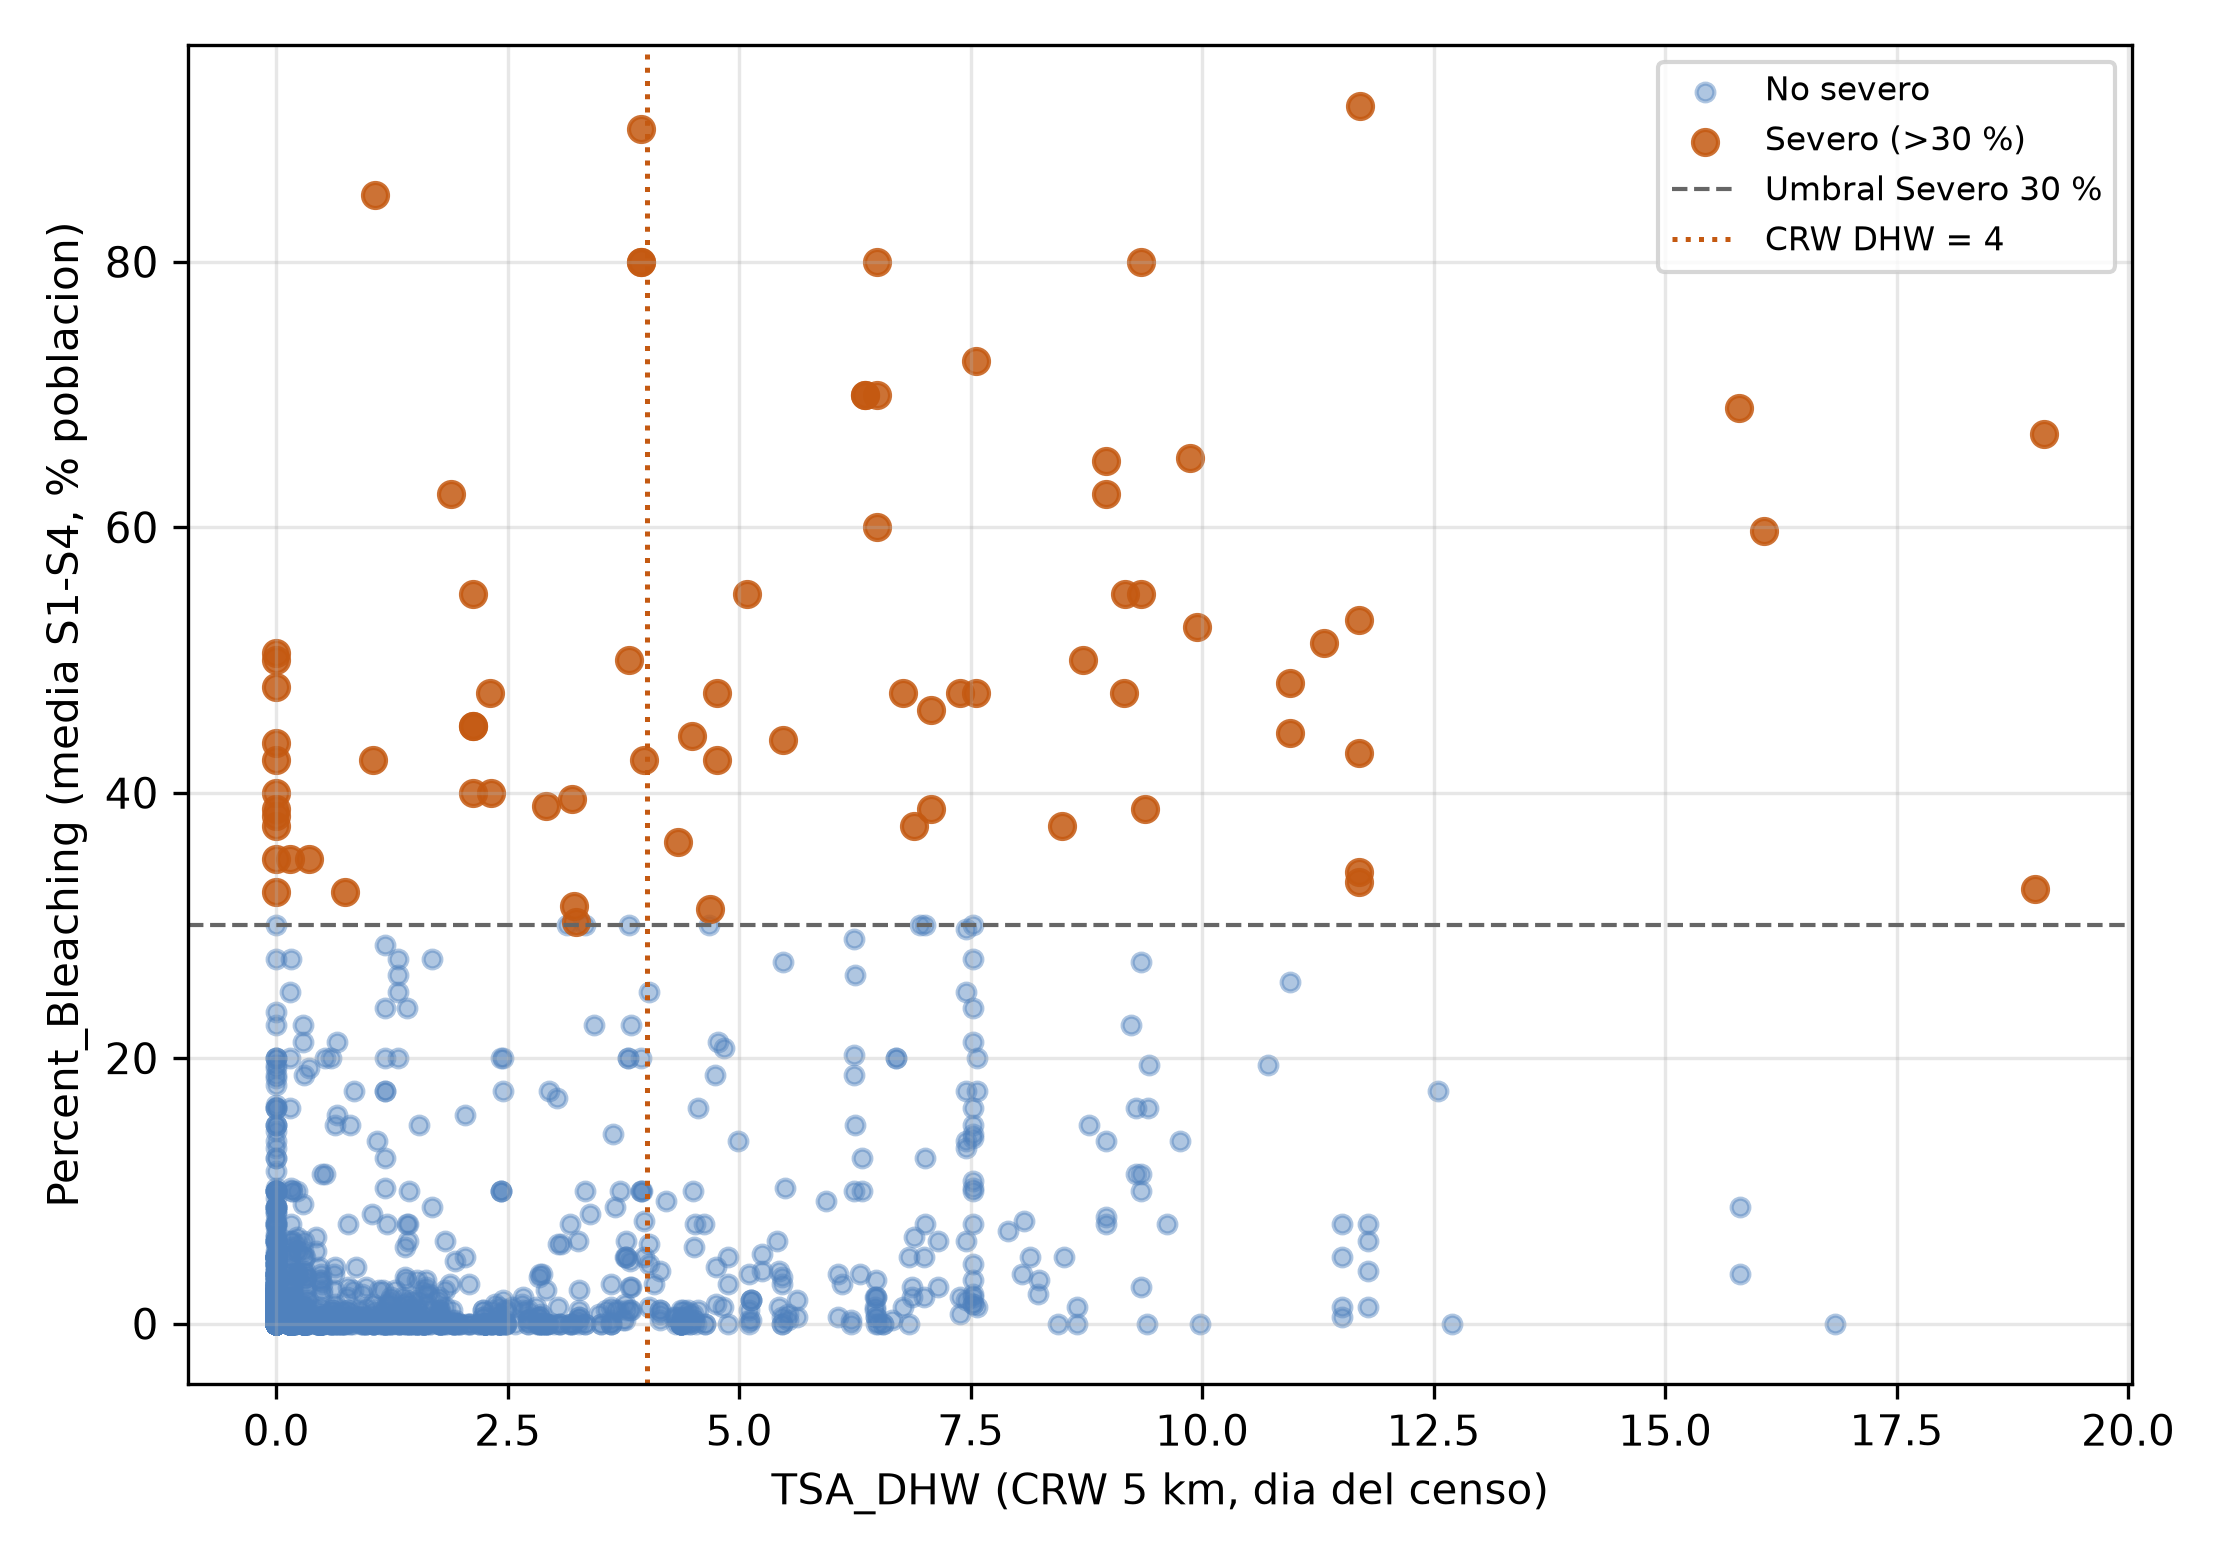 No severo
Severo (>30 %)
Umbral Severo 30 %
CRW DHW = 4
Percent_Bleaching (media S1-S4, % poblacion)
80
60
40
20
0
0.0 2.5 5.0 7.5 10.0 12.5 15.0 17.5 20.0
TSA_DHW (CRW 5 km, dia del censo)